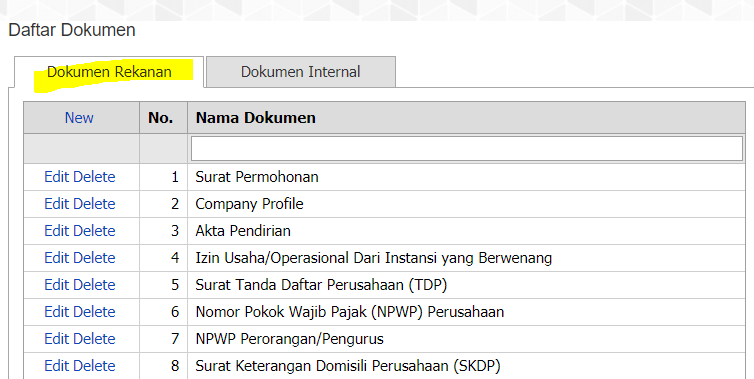 Daftar Dokumen
Dokumen Rekanan Dokumen Internal
New No. Nama Dokumen
Edit Delete 1 Surat Permohonan
Edit Delete 2 Company Profile
Edit Delete 3 Akta Pendirian
Edit Delete 4 Izin Usaha/Operasional Dari Instansi yang Berwenang
Edit Delete 5 Surat Tanda Daftar Perusahaan (TDP)
Edit Delete 6 Nomor Pokok Wajib Pajak (NPWP) Perusahaan
Edit Delete 7 NPWP Perorangan/Pengurus
Edit Delete 8 Surat Keterangan Domisili Perusahaan (SKDP)